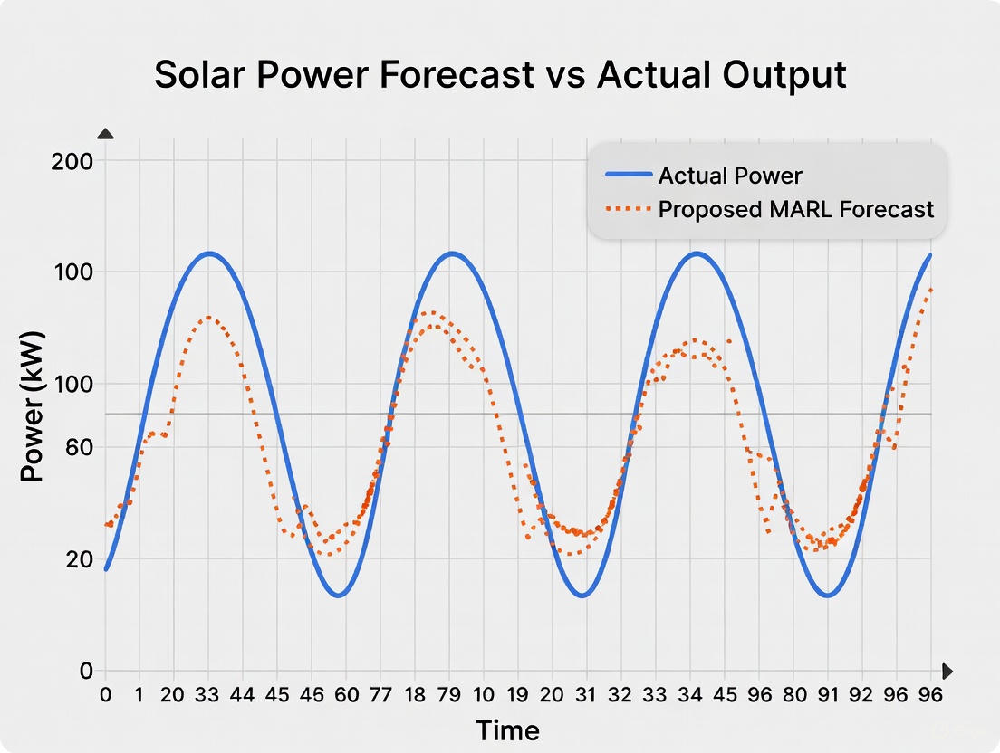 Solar Power Forecast vs Actual Output
Actual Power
Proposed MARL Forecast
Power (kW)
200
100
100
60
20
0
0 1 20 33 44 45 45 60 77 18 79 10 19 20 31 32 33 34 45 96 80 91 92 96 96
Time